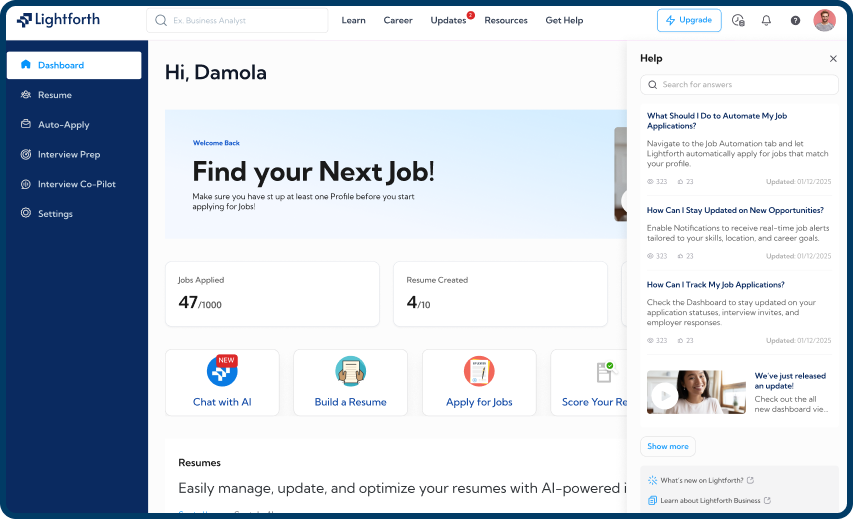 Lightforth
Ex. Business Analyst
Learn
Career
Updates
2
Resources
Get Help
Upgrade
Dashboard
Resume
Auto-Apply
Interview Prep
Interview Co-Pilot
Settings
Hi, Damola
Welcome Back
Find your Next Job!
Make sure you have st up at least one Profile before you start
applying for Jobs!
Jobs Applied
47/1000
Resume Created
4/10
NEW
Chat with AI
Build a Resume
Apply for Jobs
Score Your Re
Resumes
Easily manage, update, and optimize your resumes with AI-powered i
Help
Search for answers
What Should I Do to Automate My Job
Applications?
Navigate to the Job Automation tab and let
Lightforth automatically apply for jobs that match
your profile.
323 23 Updated: 01/12/2025
How Can I Stay Updated on New Opportunities?
Enable Notifications to receive real-time job alerts
tailored to your skills, location, and career goals.
323 23 Updated: 01/12/2025
How Can I Track My Job Applications?
Check the Dashboard to stay updated on your
application statuses, interview invites, and
employer responses.
323 23 Updated: 01/12/2025
We've just released
an update!
Check out the all
new dashboard vie...
Show more
What's new on Lightforth?
Learn about Lightforth Business